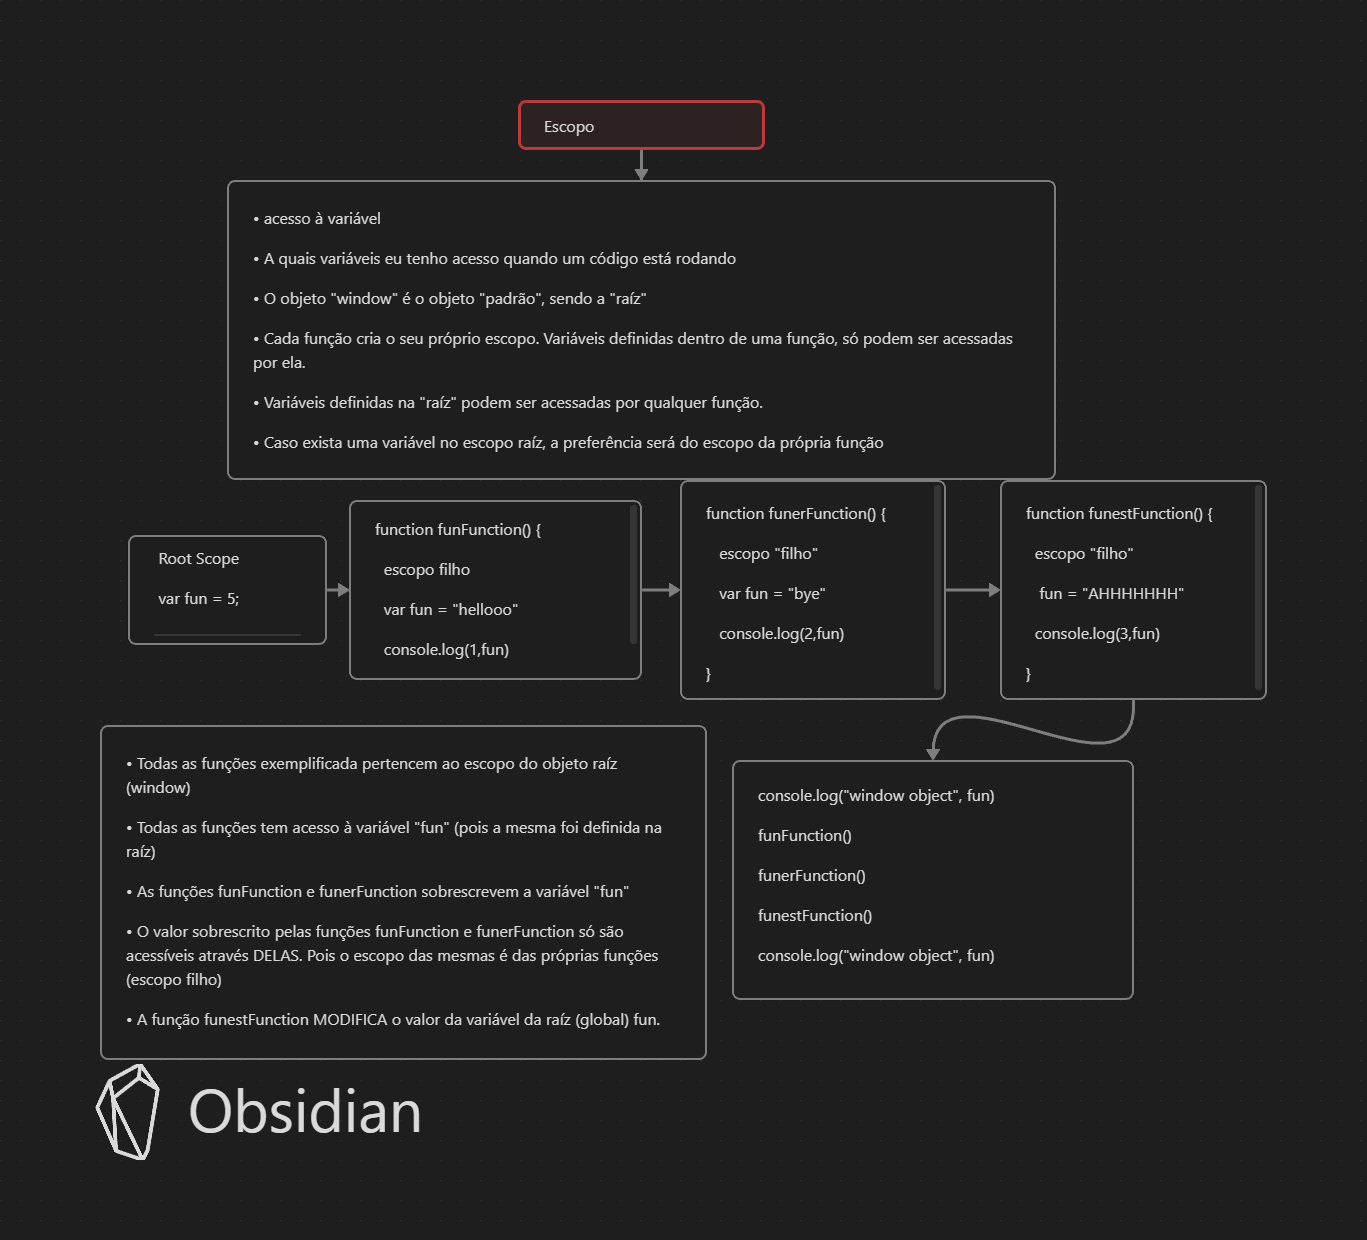 Escopo
• acesso à variável
• A quais variáveis eu tenho acesso quando um código está rodando
• O objeto "window" é o objeto "padrão", sendo a "raíz"
• Cada função cria o seu próprio escopo. Variáveis definidas dentro de uma função, só podem ser acessadas
por ela.
• Variáveis definidas na "raíz" podem ser acessadas por qualquer função.
• Caso exista uma variável no escopo raíz, a preferência será do escopo da própria função
Root Scope
var fun = 5;
function funFunction() {
escopo filho
var fun = "hellooo"
console.log(1,fun)
function funerFunction() {
escopo "filho"
var fun = "bye"
console.log(2,fun)
}
function funestFunction() {
escopo "filho"
fun = "AHHHHHHH"
console.log(3,fun)
}
• Todas as funções exemplificada pertencem ao escopo do objeto raíz
(window)
• Todas as funções tem acesso à variável "fun" (pois a mesma foi definida na
raíz)
• As funções funFunction e funerFunction sobrescrevem a variável "fun"
• O valor sobrescrito pelas funções funFunction e funerFunction só são
acessíveis através DELAS. Pois o escopo das mesmas é das próprias funções
(escopo filho)
• A função funestFunction MODIFICA o valor da variável da raíz (global) fun.
console.log("window object", fun)
funFunction()
funerFunction()
funestFunction()
console.log("window object", fun)
Obsidian